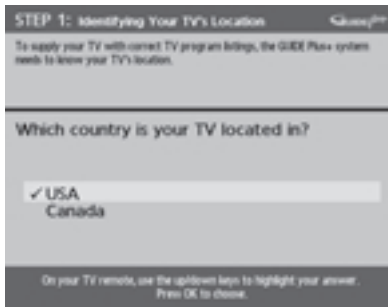 STEP 1: Identifying Your TV's Location
To supply your TV with correct TV program listings, the GUIDE Plus+ system
needs to know your TV's location.
Which country is your TV located in?
✓ USA
Canada
On your TV remote, use the up/down keys to highlight your answer.
Press OK to choose.